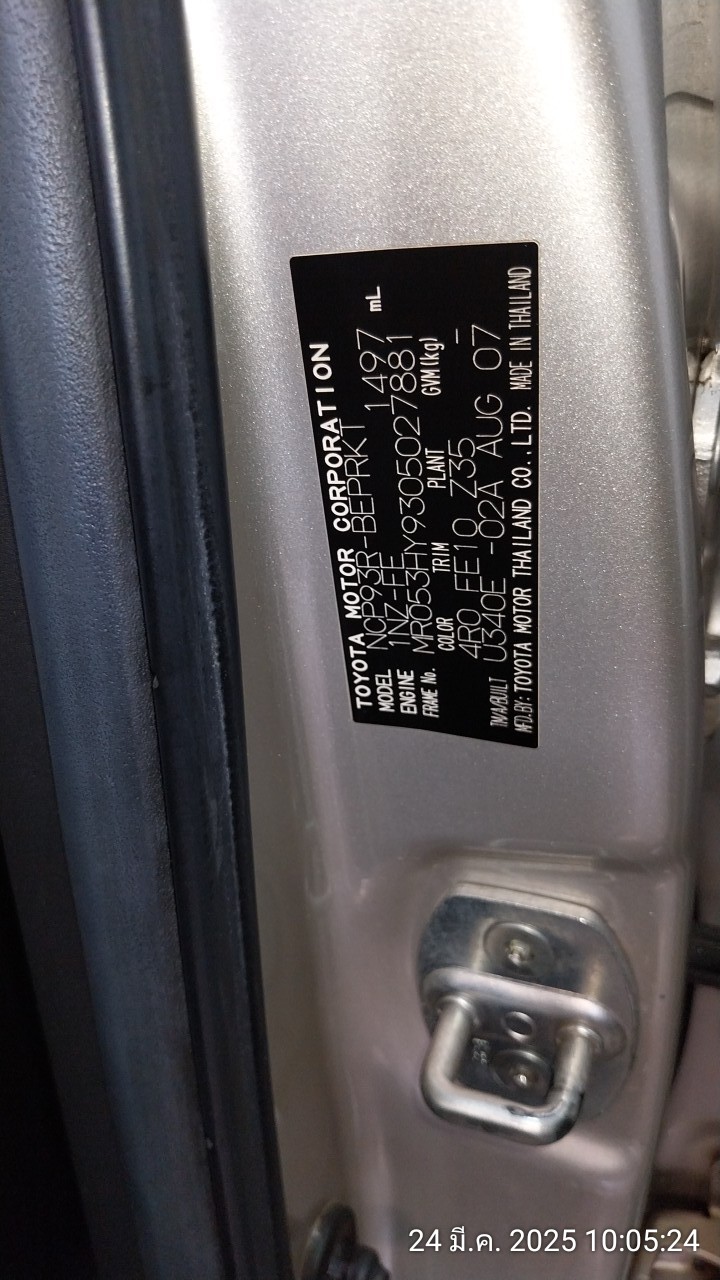 TOYOTA MOTOR CORPORATION
MODEL NCP93R-BEPRKT 1497 mL
ENGINE 1NZ-FE
FRAME No. MR053HY9305027881
COLOR TRIM PLANT GVM(kg)
4R0 FE10 Z35 —
TM/A/BUILT U340E -02A AUG 07
MFD.BY: TOYOTA MOTOR THAILAND CO.,LTD. MADE IN THAILAND
24 มี.ค. 2025 10:05:24